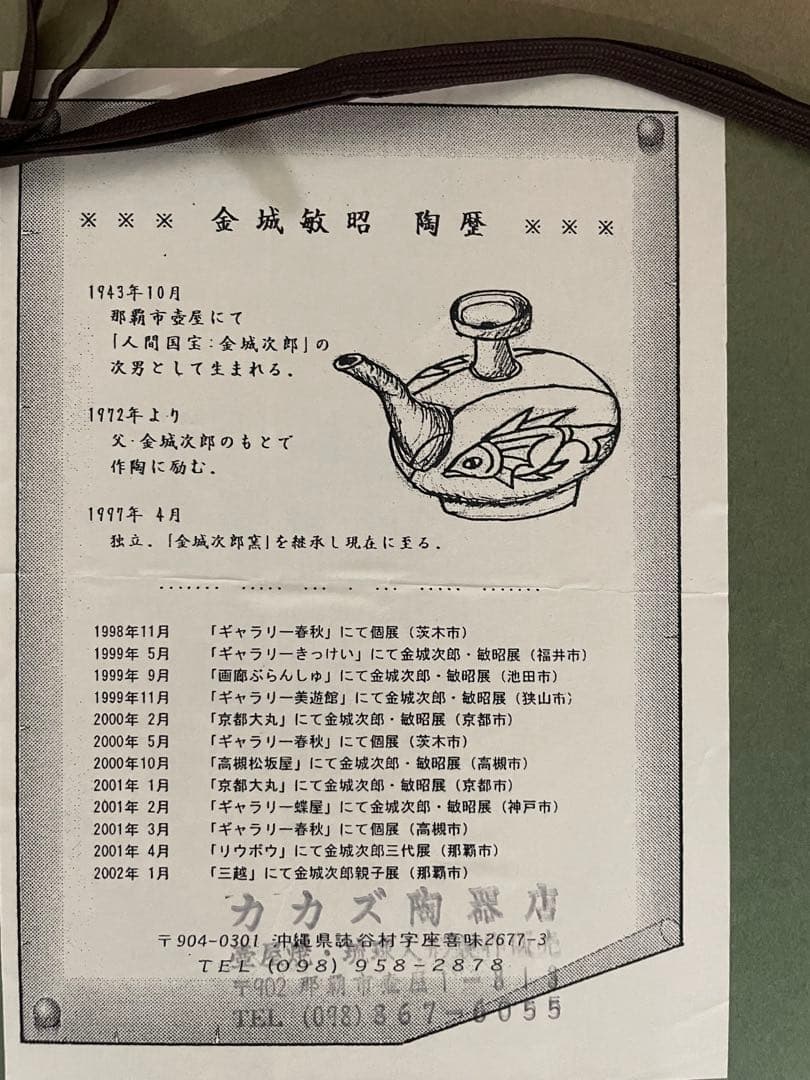 ※ ※ ※ 金城敏昭 陶歴 ※ ※ ※
1943年10月
那覇市壺屋にて
「人間国宝:金城次郎」の
次男として生まれる.
1972年より
父・金城次郎のもとで
作陶に励む.
1997年 4月
独立.「金城次郎窯」を継承し現在に至る.
1998年11月 「ギャラリー春秋」にて個展(茨木市)
1999年 5月 「ギャラリーきっけい」にて金城次郎・敏昭展(福井市)
1999年 9月 「画廊ぶらんしゅ」にて金城次郎・敏昭展(池田市)
1999年11月 「ギャラリー美遊館」にて金城次郎・敏昭展(狭山市)
2000年 2月 「京都大丸」にて金城次郎・敏昭展(京都市)
2000年 5月 「ギャラリー春秋」にて個展(茨木市)
2000年10月 「高槻松坂屋」にて金城次郎・敏昭展(高槻市)
2001年 1月 「京都大丸」にて金城次郎・敏昭展(京都市)
2001年 2月 「ギャラリー蝶屋」にて金城次郎・敏昭展(神戸市)
2001年 3月 「ギャラリー春秋」にて個展(高槻市)
2001年 4月 「リウボウ」にて金城次郎三代展(那覇市)
2002年 1月 「三越」にて金城次郎親子展(那覇市)
カカズ陶器店
〒904-0301 沖縄県読谷村字座喜味2677-3
壺屋焼・琉球人形
TEL (098) 958-2878
〒902 那覇市壺屋1-
TEL (098) 867-6055